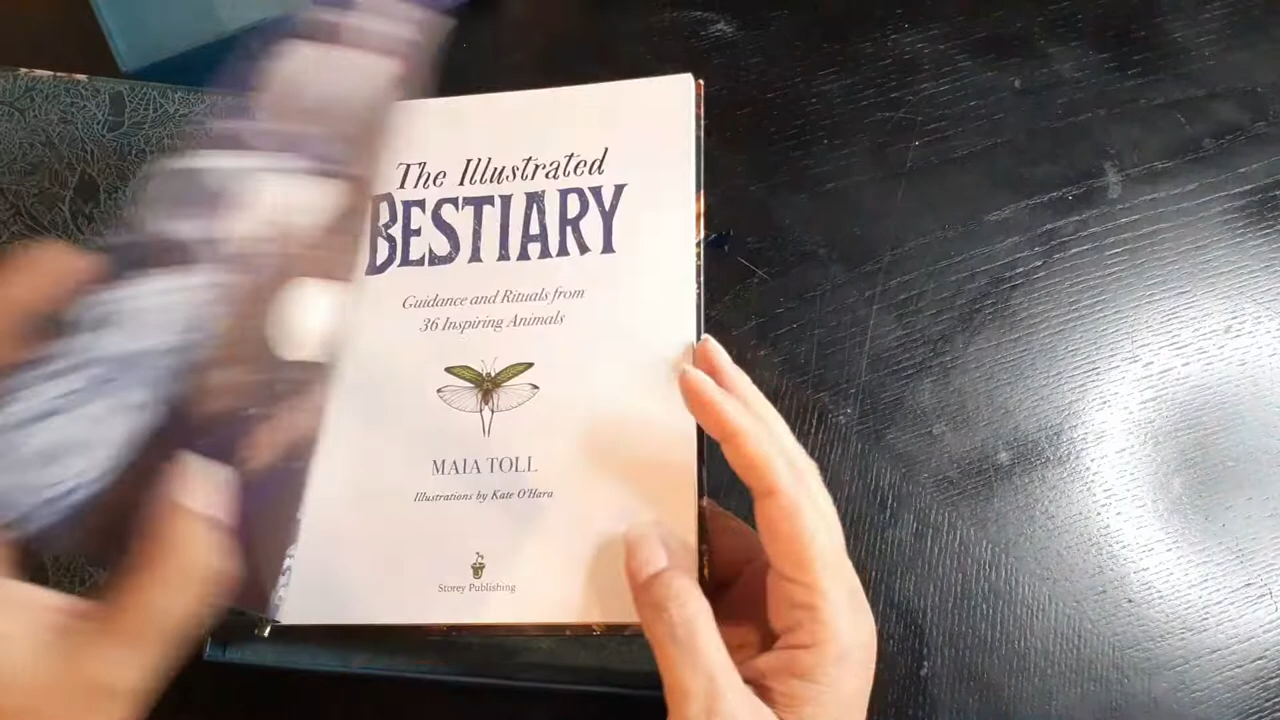 The Illustrated
BESTIARY
Guidance and Rituals from
36 Inspiring Animals
MAIA TOLL
Illustrations by Kate O'Hara
Storey Publishing